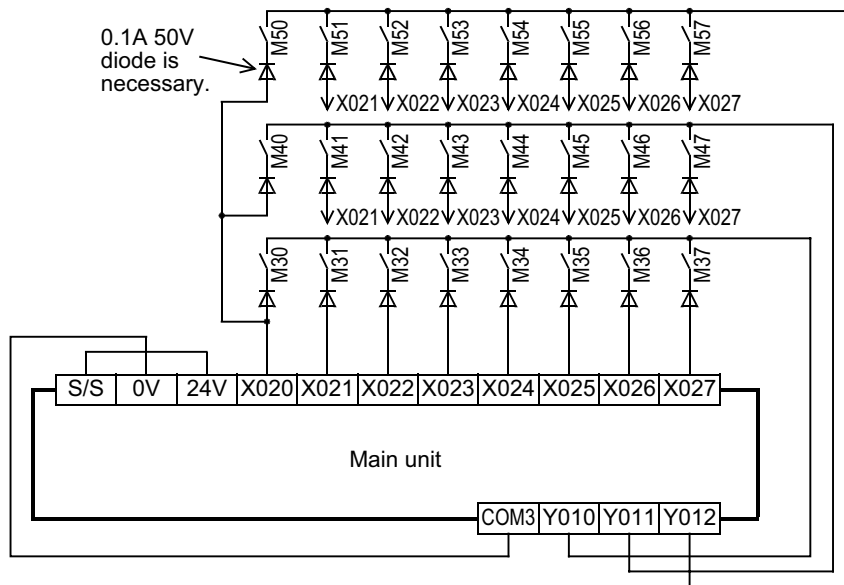 M50 M51 M52 M53 M54 M55 M56 M57
0.1A 50V
diode is
necessary.
X021 X022 X023 X024 X025 X026 X027
M40 M41 M42 M43 M44 M45 M46 M47
X021 X022 X023 X024 X025 X026 X027
M30 M31 M32 M33 M34 M35 M36 M37
S/S 0V 24V X020 X021 X022 X023 X024 X025 X026 X027
Main unit
COM3 Y010 Y011 Y012